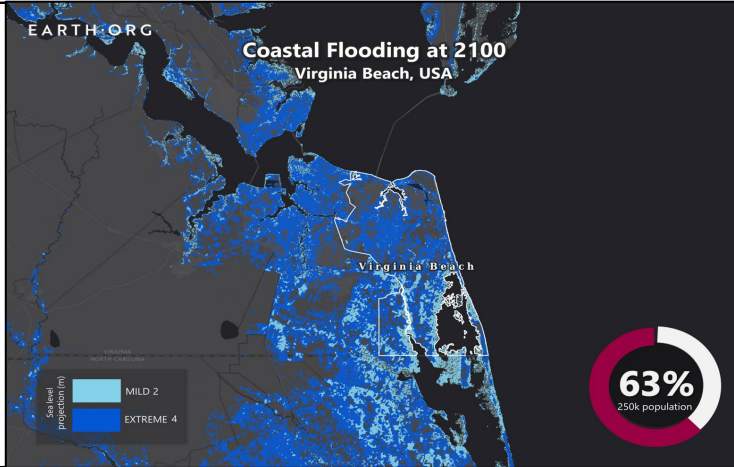 EARTH·ORG
Coastal Flooding at 2100
Virginia Beach, USA
Virginia Beach
VIRGINIA
NORTH CAROLINA
Sea level
projection (m)
MILD 2
EXTREME 4
63%
250k population